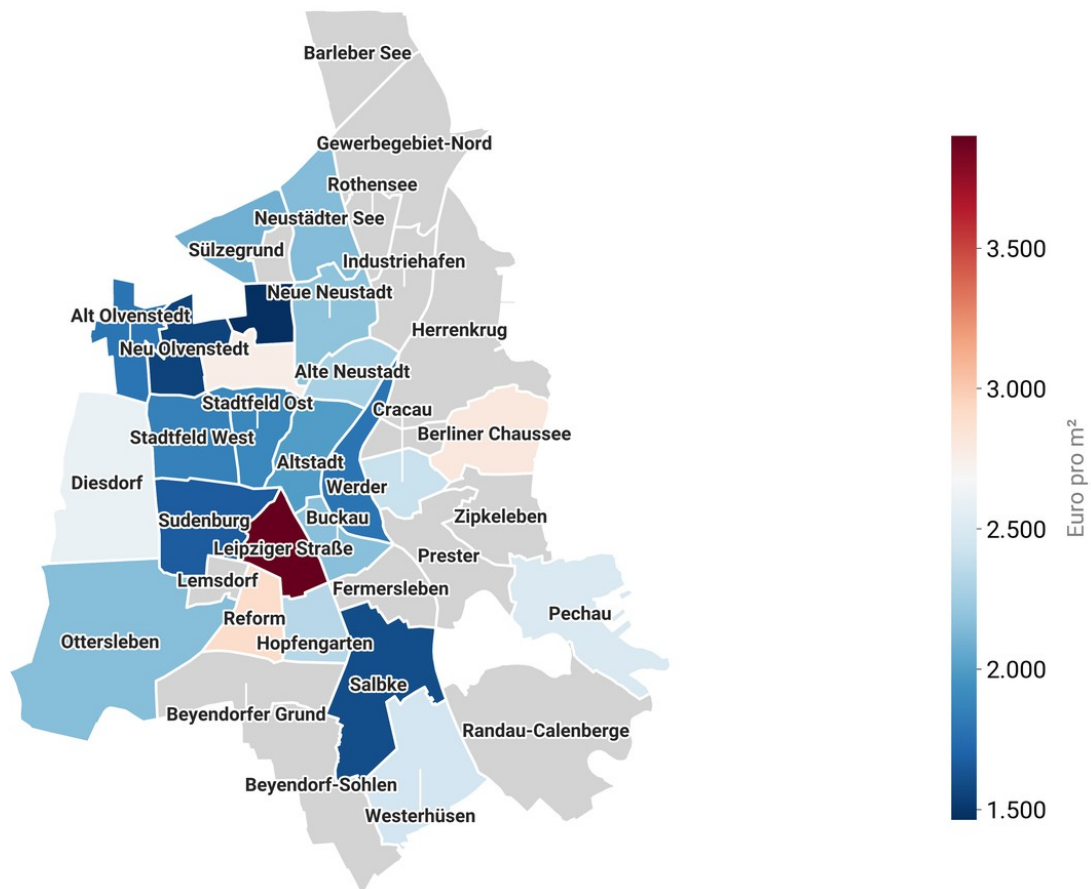 Barleber See
Gewerbegebiet-Nord
Rothensee
Neustädter See
Sülzegrund
Industriehafen
Neue Neustadt
Alt Olvenstedt
Herrenkrug
Neu Olvenstedt
Alte Neustadt
Stadtfeld Ost
Cracau
Stadtfeld West
Berliner Chaussee
Altstadt
Diesdorf
Werder
Sudenburg
Buckau
Zipkeleben
Leipziger Straße
Prester
Lemsdorf
Fermersleben
Reform
Pechau
Ottersleben
Hopfengarten
Salbke
Beyendorfer Grund
Randau-Calenberge
Beyendorf-Sohlen
Westerhüsen
3.500
3.000
2.500
2.000
1.500
Euro pro m²